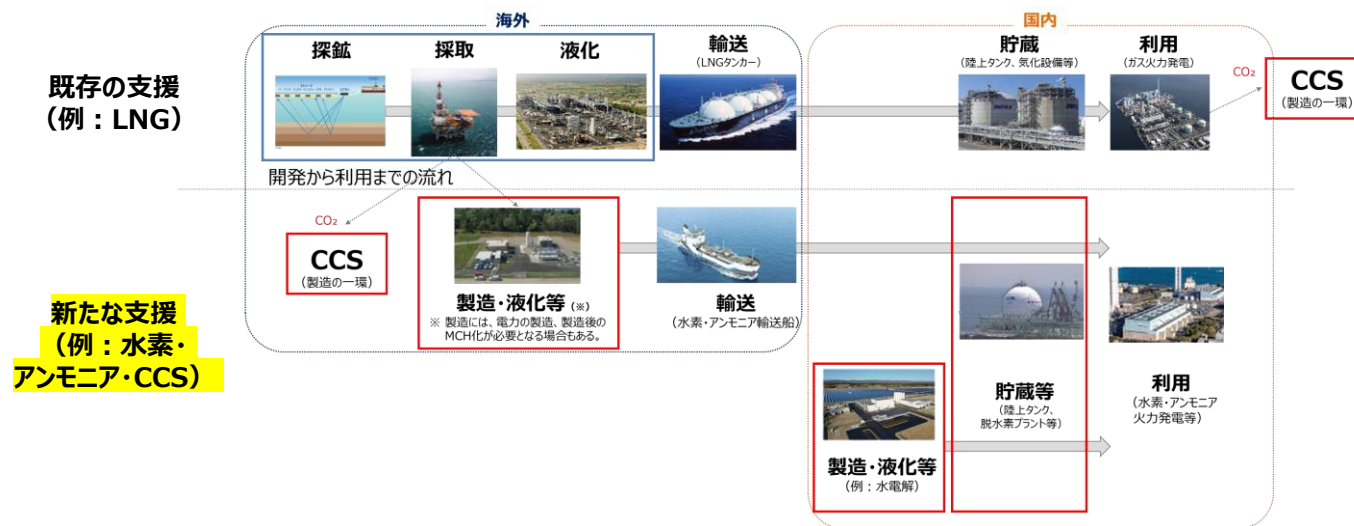 海外
国内
探鉱
採取
液化
輸送
(LNGタンカー)
貯蔵
(陸上タンク、気化設備等)
利用
(ガス火力発電)
CO₂
CCS
(製造の一環)
既存の支援
(例:LNG)
開発から利用までの流れ
CO₂
CCS
(製造の一環)
製造・液化等 (※)
※ 製造には、電力の製造、製造後の
MCH化が必要となる場合もある。
輸送
(水素・アンモニア輸送船)
新たな支援
(例:水素・
アンモニア・CCS)
製造・液化等
(例:水電解)
貯蔵等
(陸上タンク、
脱水素プラント等)
利用
(水素・アンモニア
火力発電等)